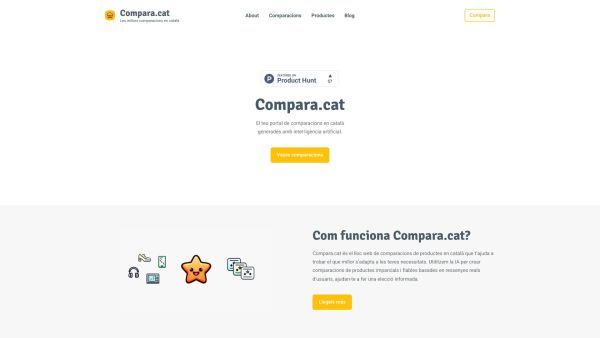 Compara.cat
Les millors comparacions en català
About
Comparacions
Productes
Blog
Compara
FEATURED ON
Product Hunt
Compara.cat
El teu portal de comparacions en català
generades amb intel·ligència artificial.
Veure comparacions
Com funciona Compara.cat?
Compara.cat és el lloc web de comparacions de productes en català que t'ajuda a
trobar el que millor s'adapta a les teves necessitats. Utilitzem la IA per crear
comparacions de productes imparcials i fiables basades en ressenyes reals
d'usuaris, ajudant-te a fer una elecció informada.
Llegeix més